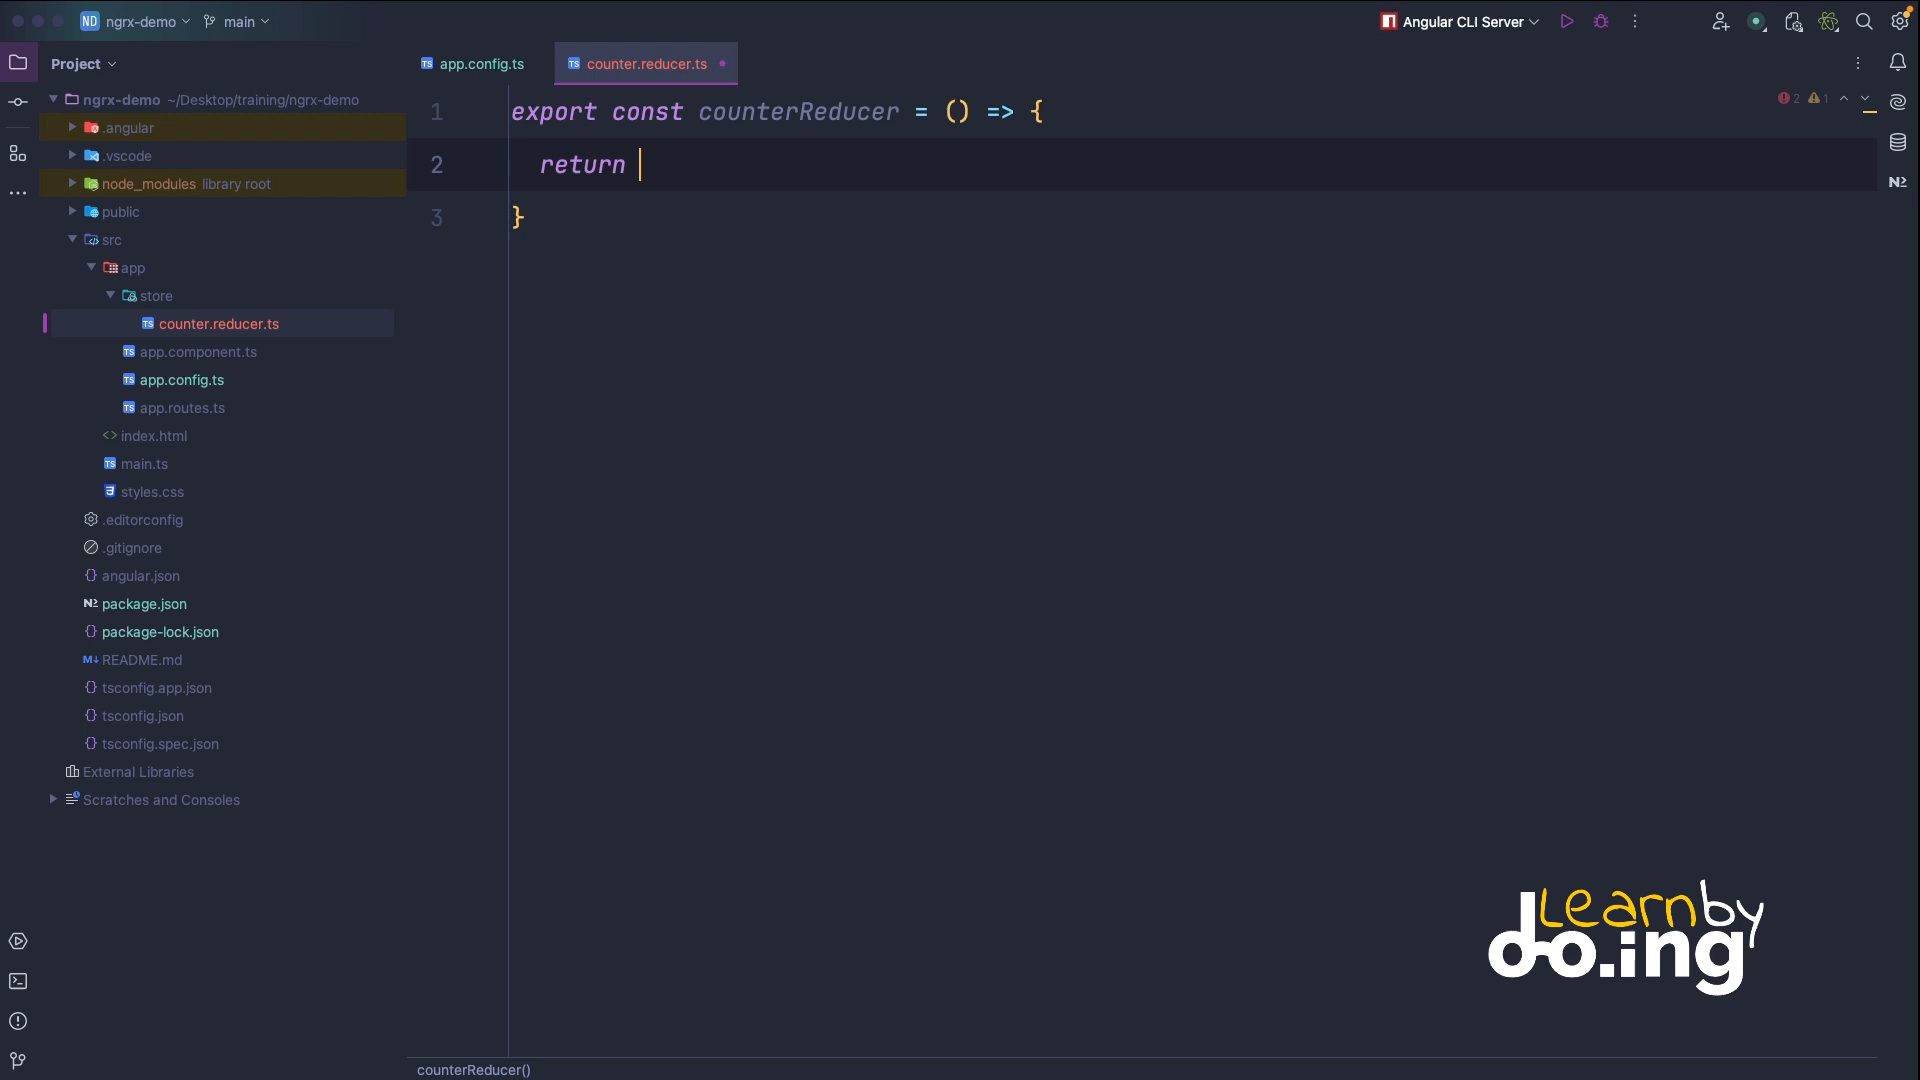 ND ngrx-demo main
Angular CLI Server
Project
app.config.ts
counter.reducer.ts
ngrx-demo ~/Desktop/training/ngrx-demo
.angular
.vscode
node_modules library root
public
src
app
store
counter.reducer.ts
app.component.ts
app.config.ts
app.routes.ts
index.html
main.ts
styles.css
.editorconfig
.gitignore
angular.json
package.json
package-lock.json
README.md
tsconfig.app.json
tsconfig.json
tsconfig.spec.json
External Libraries
Scratches and Consoles
1 export const counterReducer = () => {
2 return
3 }
2 1
Learn by
do.ing
counterReducer()